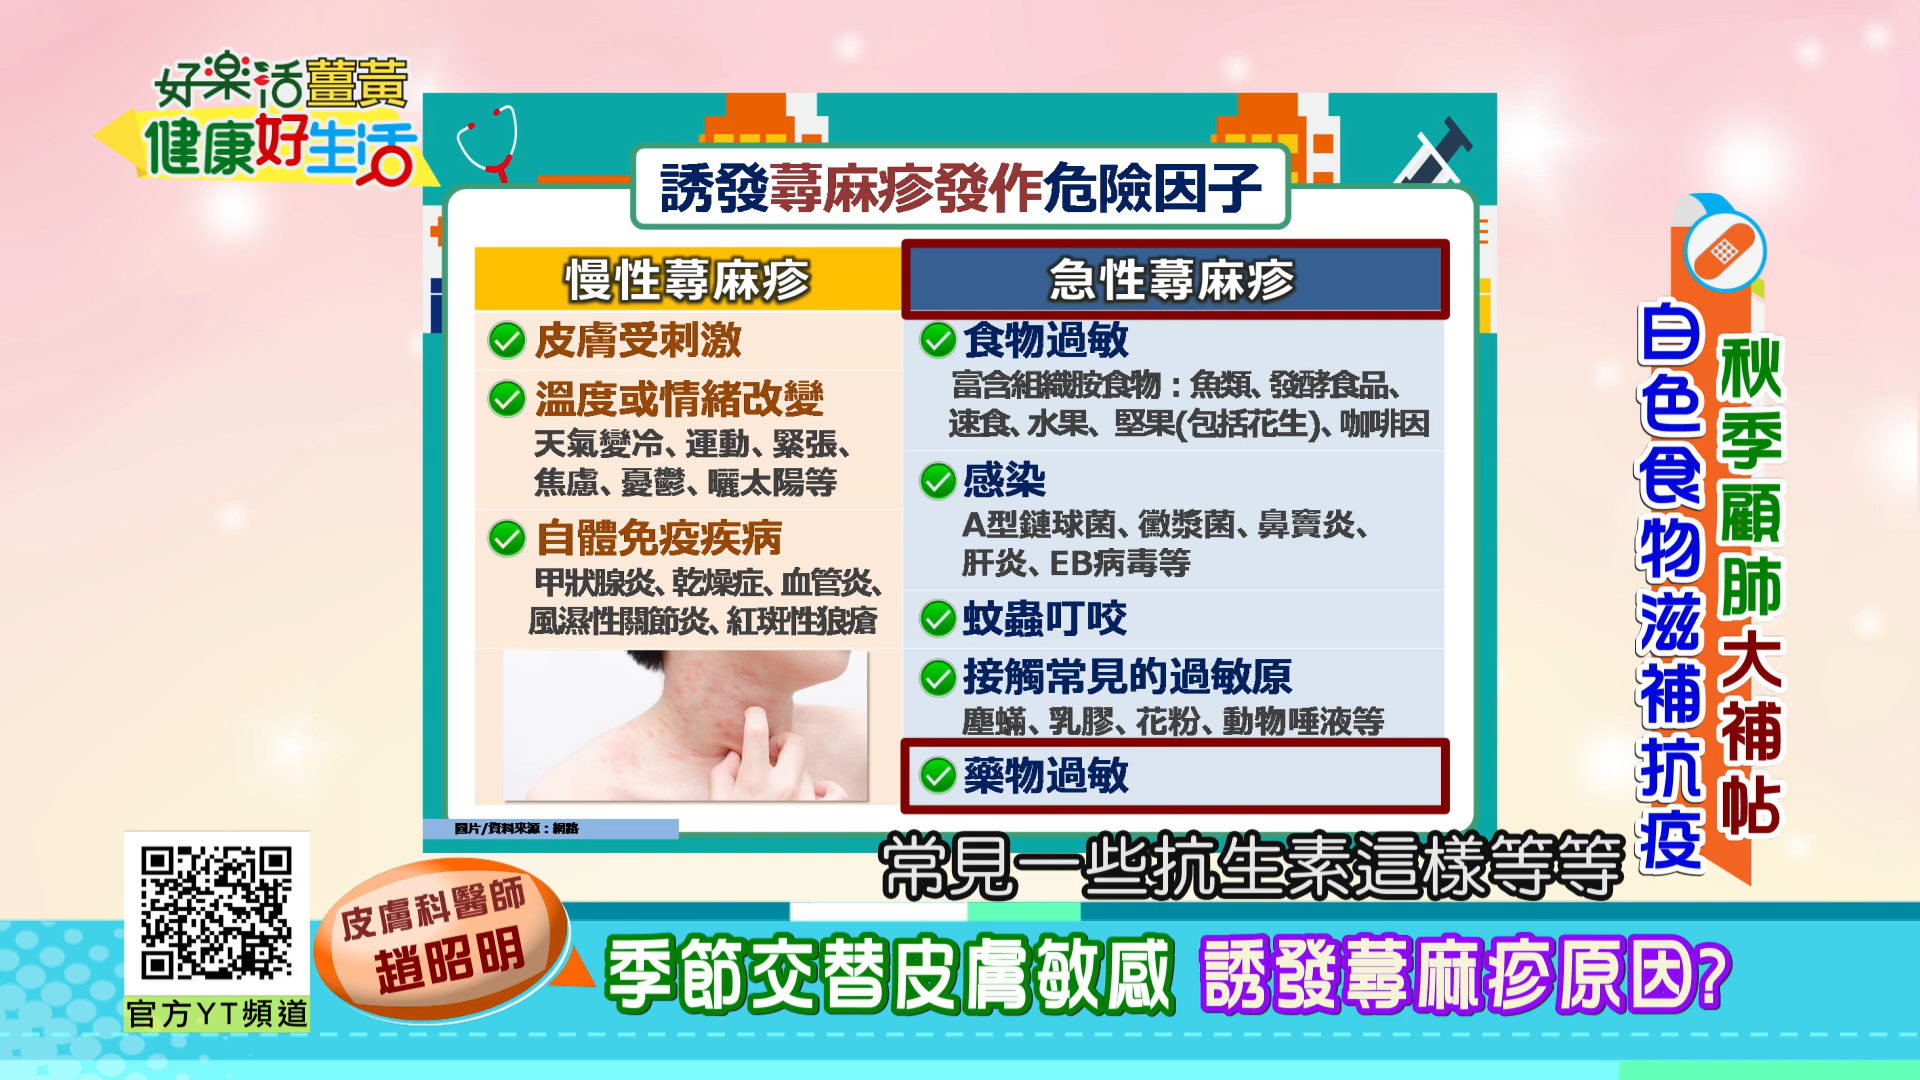 好樂活薑黃
健康好生活
誘發蕁麻疹發作危險因子
慢性蕁麻疹
皮膚受刺激
溫度或情緒改變
天氣變冷、運動、緊張、
焦慮、憂鬱、曬太陽等
自體免疫疾病
甲狀腺炎、乾燥症、血管炎、
風濕性關節炎、紅斑性狼瘡
急性蕁麻疹
食物過敏
富含組織胺食物：魚類、發酵食品、
速食、水果、堅果(包括花生)、咖啡因
感染
A型鏈球菌、黴漿菌、鼻竇炎、
肝炎、EB病毒等
蚊蟲叮咬
接觸常見的過敏原
塵蟎、乳膠、花粉、動物唾液等
藥物過敏
圖片/資料來源：網路
秋季顧肺大補帖
白色食物滋補抗疫
常見一些抗生素這樣等等
皮膚科醫師
趙昭明
季節交替皮膚敏感 誘發蕁麻疹原因?
官方YT頻道